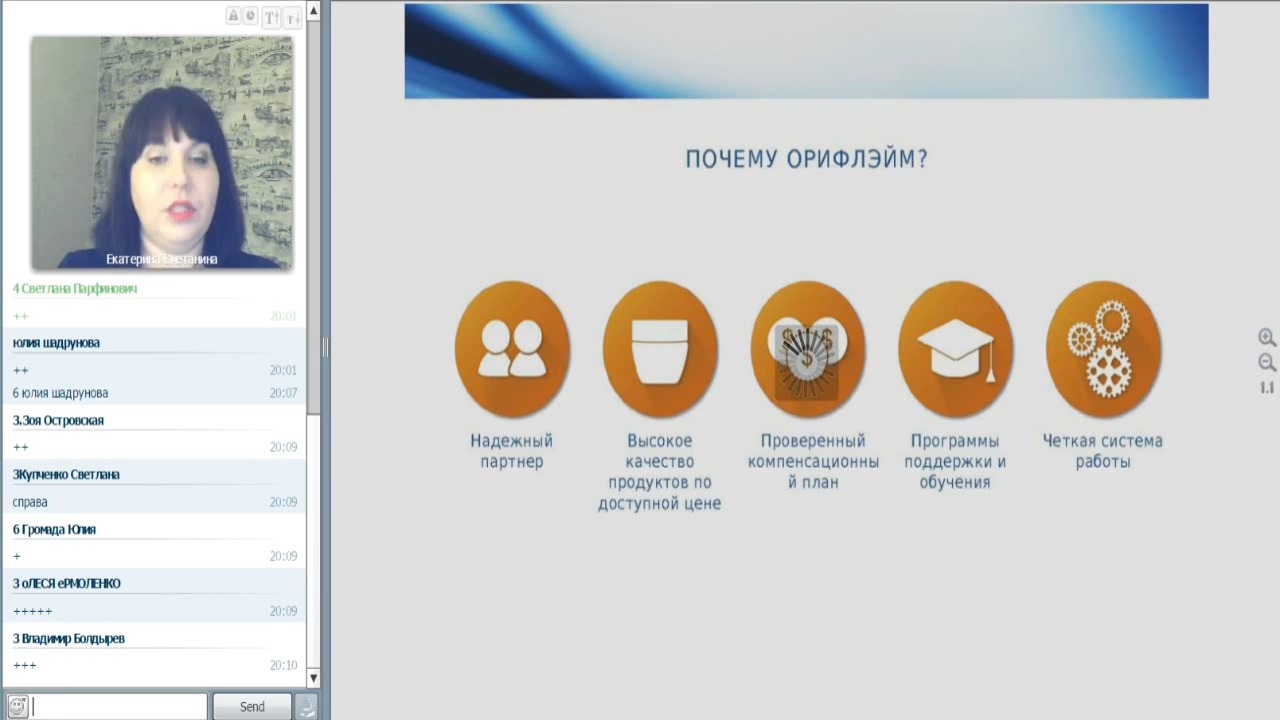 Екатерина Сметанина
4 Светлана Парфинович
++ 20:01
юлия шадрунова
++ 20:01
6 юлия шадрунова 20:07
3.Зоя Островская
++ 20:09
3Купченко Светлана
справа 20:09
6 Громада Юлия
+ 20:09
3 оЛЕСЯ еРМОЛЕНКО
+++++ 20:09
3 Владимир Болдырев
+++ 20:10
Send
ПОЧЕМУ ОРИФЛЭЙМ?
Надежный
партнер
Высокое
качество
продуктов по
доступной цене
Проверенный
компенсационны
й план
Программы
поддержки и
обучения
Четкая система
работы
1:1